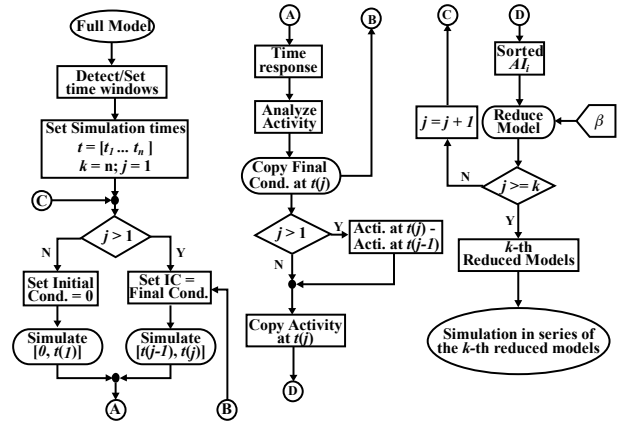 Full Model
Detect/Set
time windows
Set Simulation times
t = [t1 ... tn ]
k = n; j = 1
C
j > 1
N
Y
Set Initial
Cond. = 0
Set IC =
Final Cond.
Simulate
[0, t(1)]
Simulate
[t(j-1), t(j)]
A
B
A
B
Time
response
Analyze
Activity
Copy Final
Cond. at t(j)
j > 1
Y
N
Acti. at t(j) -
Acti. at t(j-1)
Copy Activity
at t(j)
D
C
D
Sorted
AIi
j = j + 1
Reduce
Model
β
N
j >= k
Y
k-th
Reduced Models
Simulation in series of
the k-th reduced models